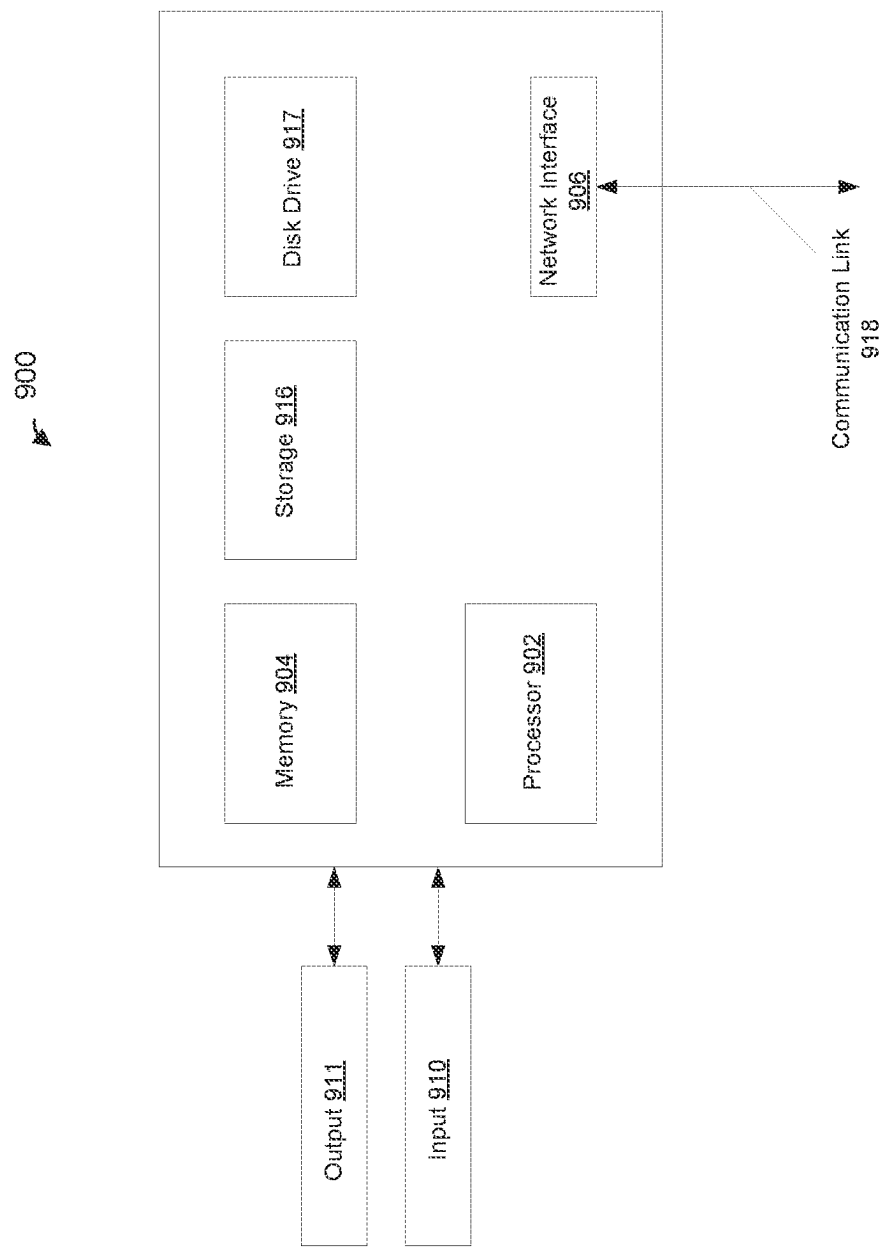 900
Memory 904
Storage 916
Disk Drive 917
Output 911
Input 910
Processor 902
Network Interface
906
Communication Link
918